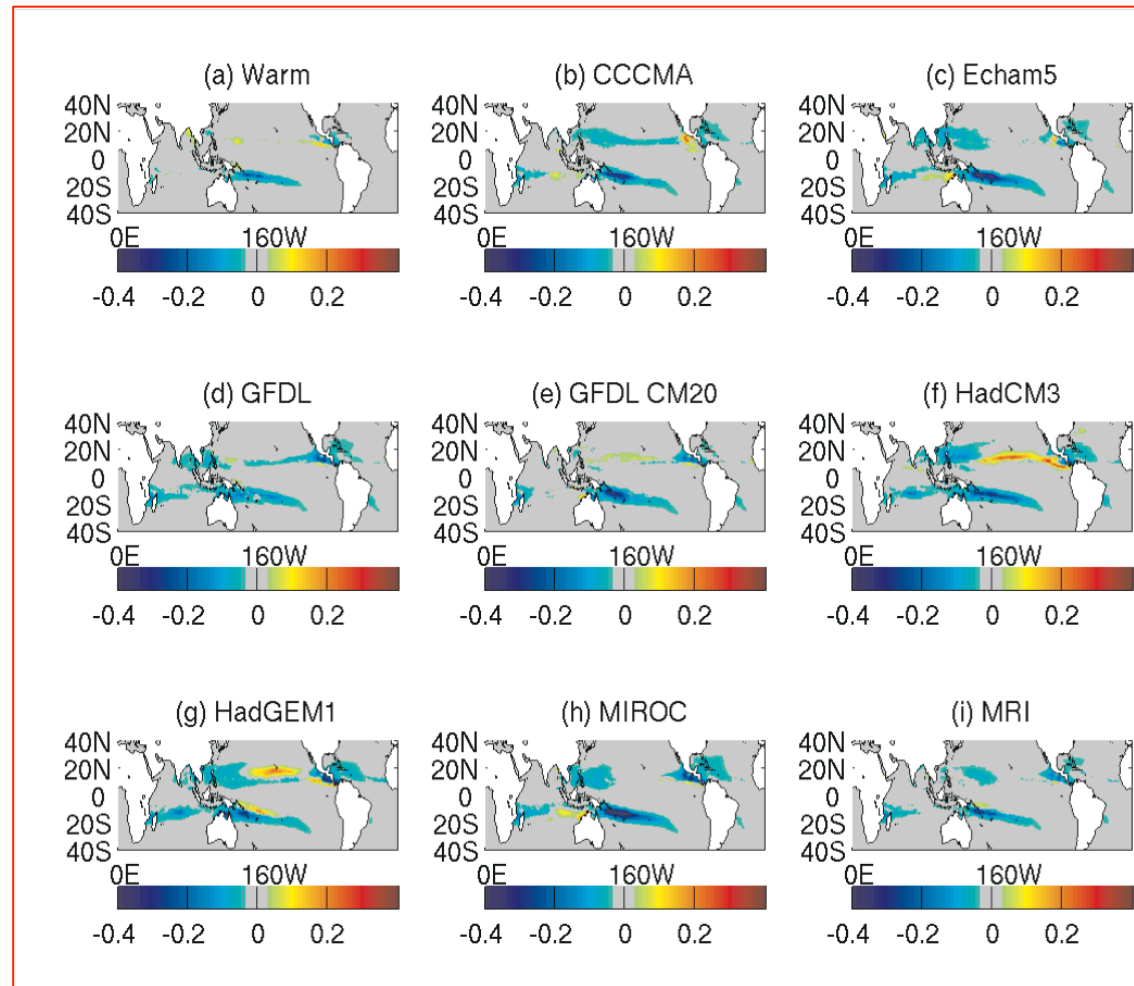 (a) Warm
(b) CCCMA
(c) Echam5
40N
20N
0
20S
40S
40N
20N
0
20S
40S
40N
20N
0
20S
40S
0E 160W
0E 160W
0E 160W
-0.4 -0.2 0 0.2
-0.4 -0.2 0 0.2
-0.4 -0.2 0 0.2
(d) GFDL
(e) GFDL CM20
(f) HadCM3
40N
20N
0
20S
40S
40N
20N
0
20S
40S
40N
20N
0
20S
40S
0E 160W
0E 160W
0E 160W
-0.4 -0.2 0 0.2
-0.4 -0.2 0 0.2
-0.4 -0.2 0 0.2
(g) HadGEM1
(h) MIROC
(i) MRI
40N
20N
0
20S
40S
40N
20N
0
20S
40S
40N
20N
0
20S
40S
0E 160W
0E 160W
0E 160W
-0.4 -0.2 0 0.2
-0.4 -0.2 0 0.2
-0.4 -0.2 0 0.2